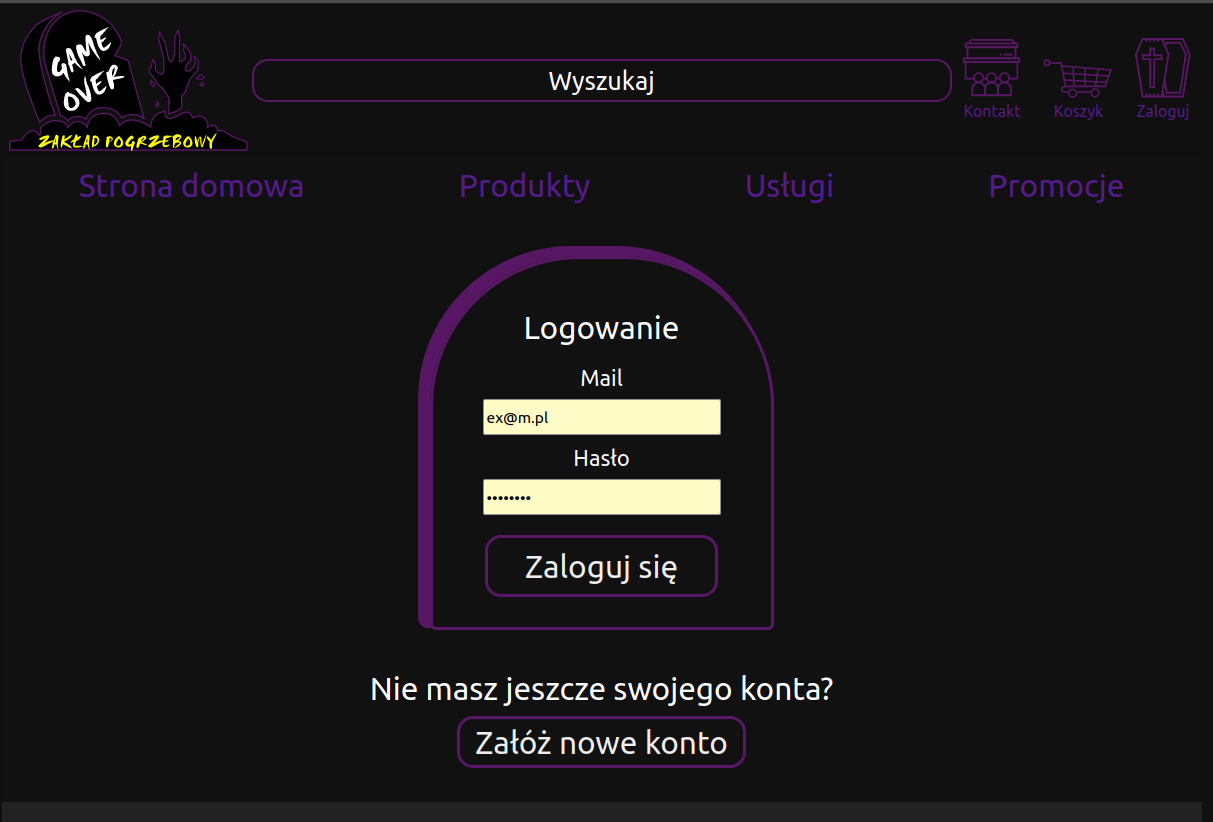 GAME
OVER
ZAKŁAD POGRZEBOWY
Wyszukaj
Kontakt
Koszyk
Zaloguj
Strona domowa
Produkty
Usługi
Promocje
Logowanie
Mail
ex@m.pl
Hasło
••••••••
Zaloguj się
Nie masz jeszcze swojego konta?
Załóż nowe konto